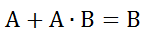 A + A · B = B